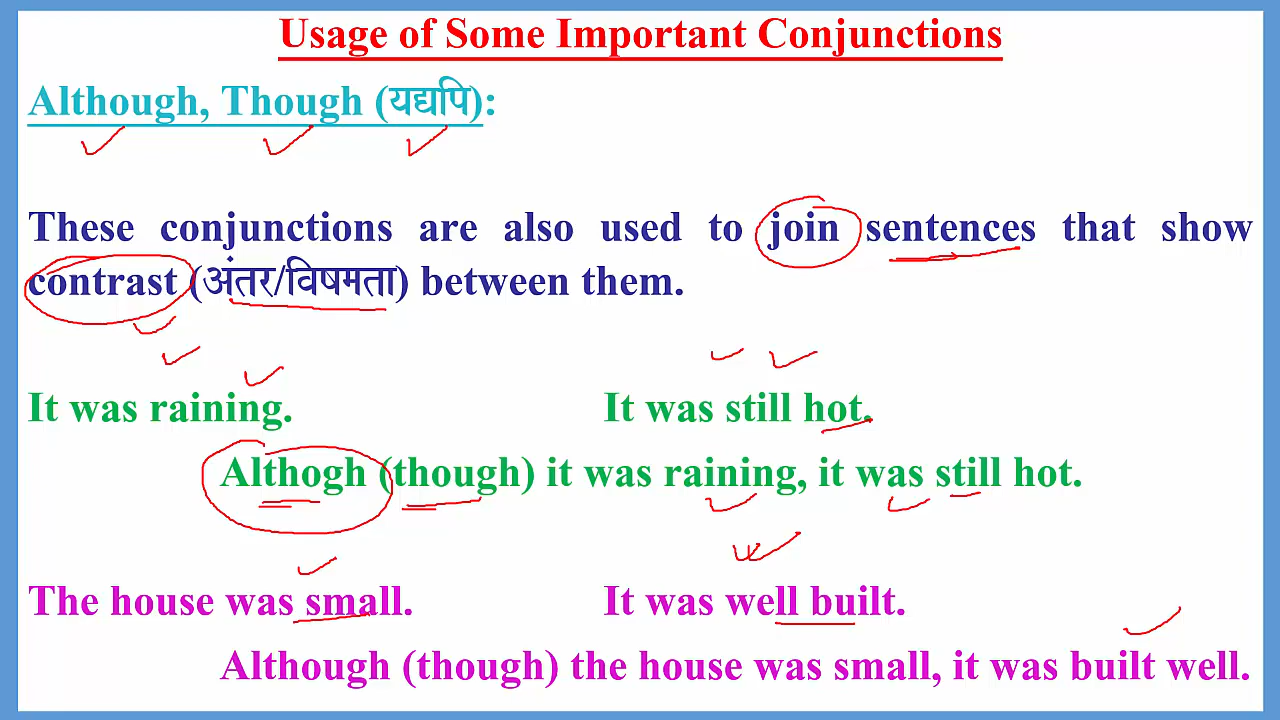 Usage of Some Important Conjunctions
Although, Though (यद्यपि):
These conjunctions are also used to join sentences that show
contrast (अंतर/विषमता) between them.
It was raining. It was still hot.
Althogh (though) it was raining, it was still hot.
The house was small. It was well built.
Although (though) the house was small, it was built well.